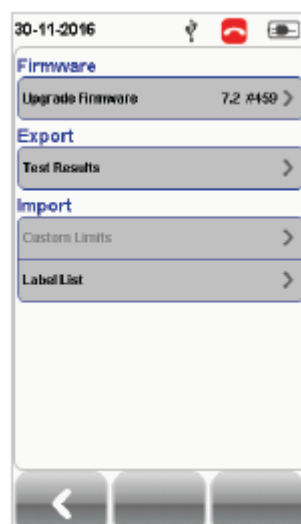 30-11-2016
Firmware
Upgrade Firmware 7.2 #459
Export
Test Results
Import
Custom Limits
Label List